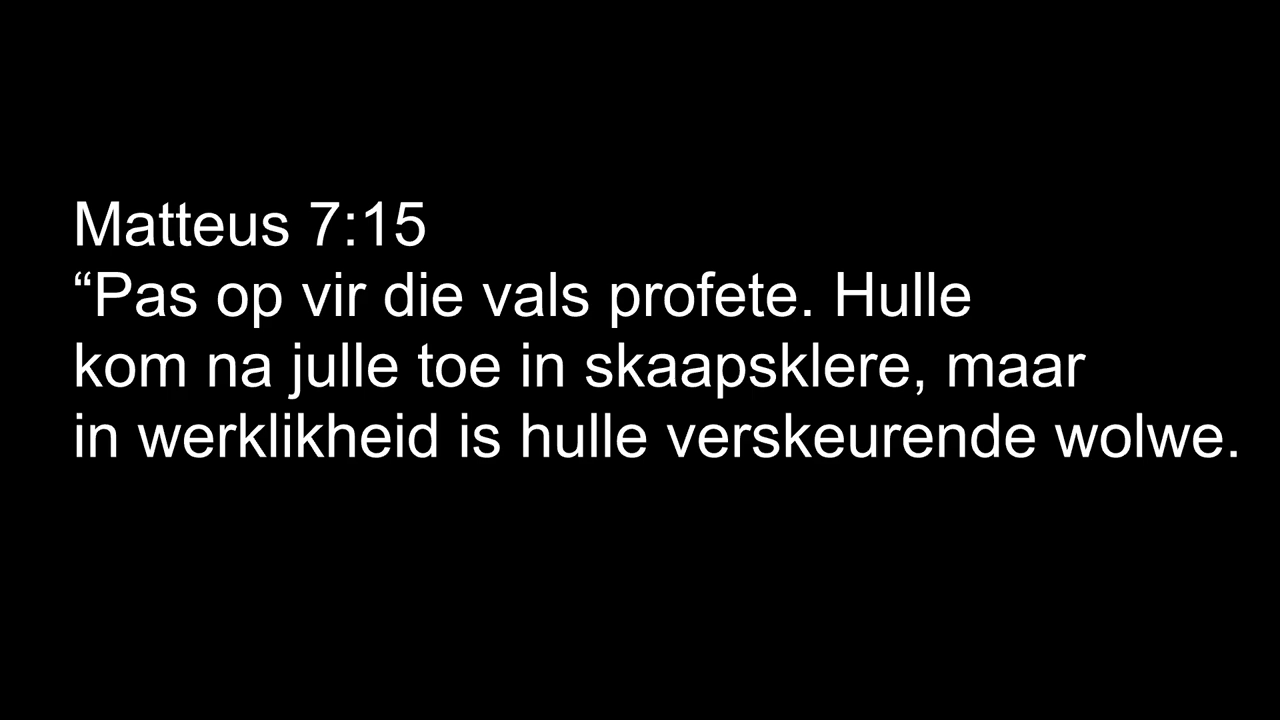 Matteus 7:15
“Pas op vir die vals profete. Hulle
kom na julle toe in skaapsklere, maar
in werklikheid is hulle verskeurende wolwe.